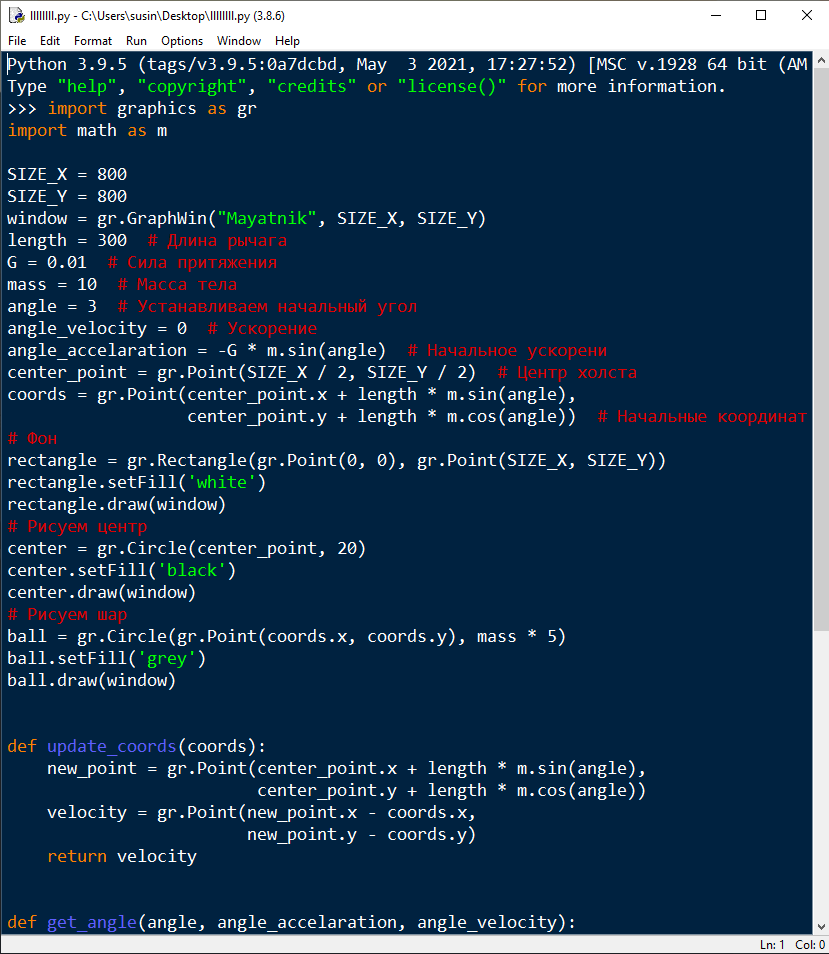 llllllll.py - C:\Users\susin\Desktop\llllllll.py (3.8.6)
File Edit Format Run Options Window Help
Python 3.9.5 (tags/v3.9.5:0a7dcbd, May  3 2021, 17:27:52) [MSC v.1928 64 bit (AM
Type "help", "copyright", "credits" or "license()" for more information.
>>> import graphics as gr
import math as m
SIZE_X = 800
SIZE_Y = 800
window = gr.GraphWin("Mayatnik", SIZE_X, SIZE_Y)
length = 300  # Длина рычага
G = 0.01  # Сила притяжения
mass = 10  # Масса тела
angle = 3  # Устанавливаем начальный угол
angle_velocity = 0  # Ускорение
angle_accelaration = -G * m.sin(angle)  # Начальное ускорени
center_point = gr.Point(SIZE_X / 2, SIZE_Y / 2)  # Центр холста
coords = gr.Point(center_point.x + length * m.sin(angle),
                  center_point.y + length * m.cos(angle))  # Начальные координат
# Фон
rectangle = gr.Rectangle(gr.Point(0, 0), gr.Point(SIZE_X, SIZE_Y))
rectangle.setFill('white')
rectangle.draw(window)
# Рисуем центр
center = gr.Circle(center_point, 20)
center.setFill('black')
center.draw(window)
# Рисуем шар
ball = gr.Circle(gr.Point(coords.x, coords.y), mass * 5)
ball.setFill('grey')
ball.draw(window)
def update_coords(coords):
    new_point = gr.Point(center_point.x + length * m.sin(angle),
                         center_point.y + length * m.cos(angle))
    velocity = gr.Point(new_point.x - coords.x,
                        new_point.y - coords.y)
    return velocity
def get_angle(angle, angle_accelaration, angle_velocity):
Ln: 1 Col: 0